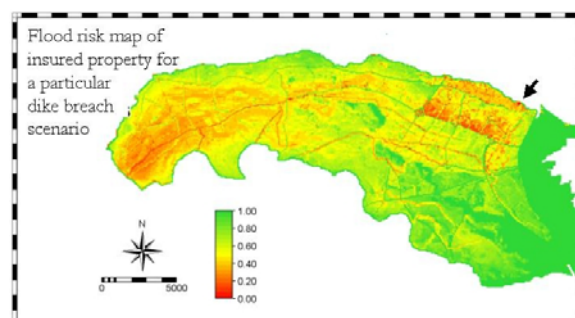 Flood risk map of
insured property for
a particular
dike breach
scenario
N
0 5000
1.00
0.80
0.60
0.40
0.20
0.00